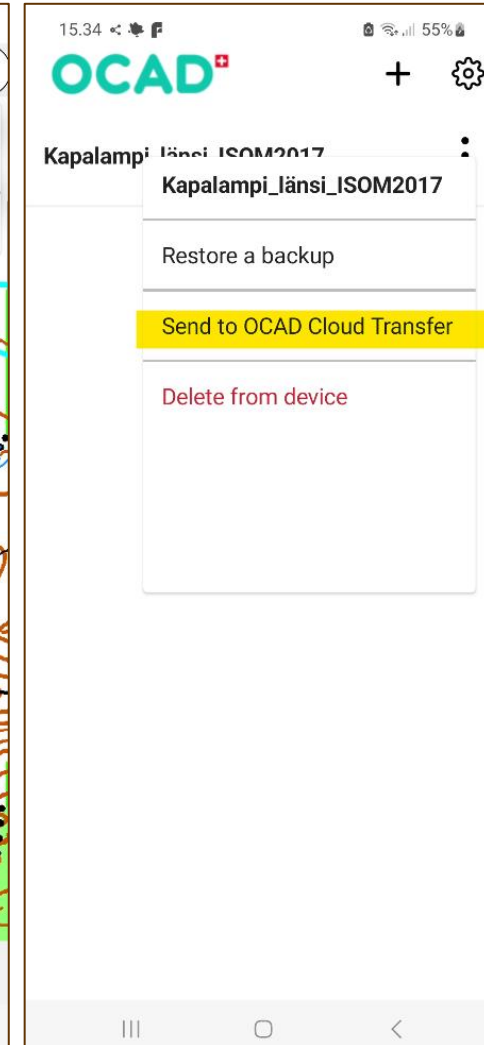 15.34
55%
OCAD
+
Kapalampi_länsi_ISOM2017
Kapalampi_länsi_ISOM2017
Restore a backup
Send to OCAD Cloud Transfer
Delete from device